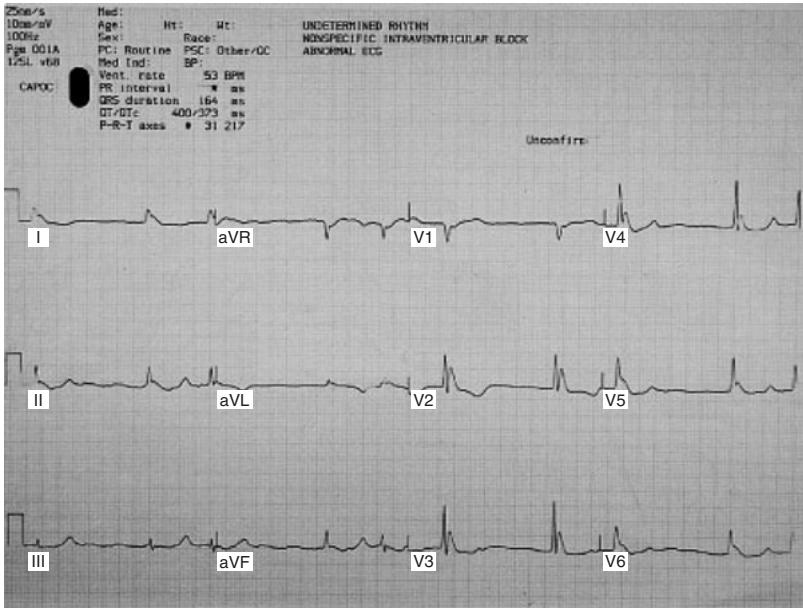 25mm/s
10mm/mV
100Hz
Pgm 001A
12SL v68
CAPOC
Med:
Age: Ht: Wt:
Sex: Race:
PC: Routine PSC: Other/OC
Med Ind: BP:
Vent. rate 53 BPM
PR interval * ms
QRS duration 164 ms
QT/QTc 400/373 ms
P-R-T axes * 31 217
UNDETERMINED RHYTHM
NONSPECIFIC INTRAVENTRICULAR BLOCK
ABNORMAL ECG
Unconfirm
I aVR V1 V4
II aVL V2 V5
III aVF V3 V6